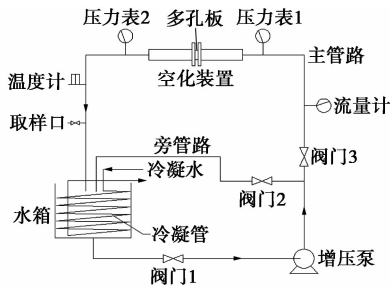 压力表2
多孔板
压力表1
主管路
温度计
空化装置
流量计
取样口
旁管路
阀门3
冷凝水
阀门2
水箱
冷凝管
增压泵
阀门1